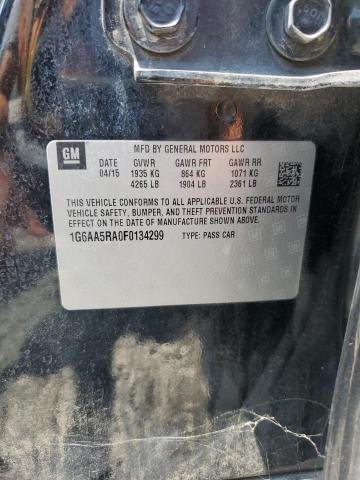 GM
MFD BY GENERAL MOTORS LLC
DATE GVWR GAWR FRT GAWR RR
04/15 1935 KG 864 KG 1071 KG
4265 LB 1904 LB 2361 LB
THIS VEHICLE CONFORMS TO ALL APPLICABLE U.S. FEDERAL MOTOR
VEHICLE SAFETY, BUMPER, AND THEFT PREVENTION STANDARDS IN
EFFECT ON THE DATE OF MANUFACTURE SHOWN ABOVE.
1G6AA5RA0F0134299 TYPE: PASS CAR